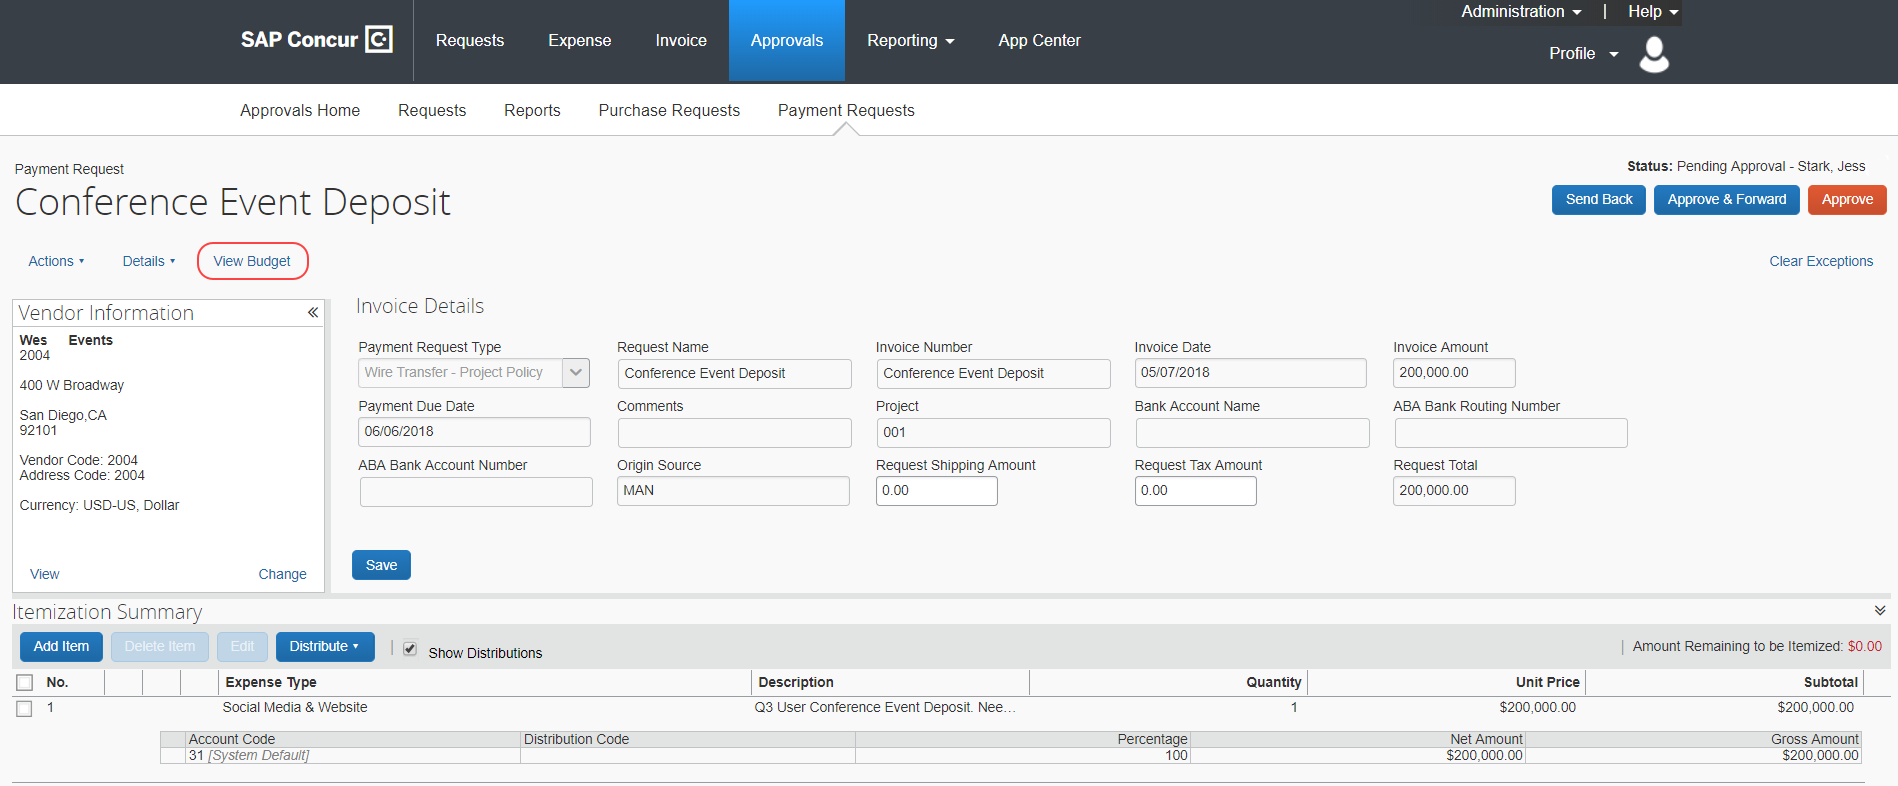 Administration | Help
SAP Concur C Requests Expense Invoice Approvals Reporting App Center
Profile
Approvals Home Requests Reports Purchase Requests Payment Requests
Payment Request
Status: Pending Approval - Stark, Jess
Conference Event Deposit
Send Back Approve & Forward Approve
Actions Details View Budget Clear Exceptions
Vendor Information «
Wes Events
2004
400 W Broadway
San Diego,CA
92101
Vendor Code: 2004
Address Code: 2004
Currency: USD-US, Dollar
View Change
Invoice Details
Payment Request Type Request Name Invoice Number Invoice Date Invoice Amount
Wire Transfer - Project Policy Conference Event Deposit Conference Event Deposit 05/07/2018 200,000.00
Payment Due Date Comments Project Bank Account Name ABA Bank Routing Number
06/06/2018 001
ABA Bank Account Number Origin Source Request Shipping Amount Request Tax Amount Request Total
MAN 0.00 0.00 200,000.00
Save
Itemization Summary
Add Item Delete Item Edit Distribute | Show Distributions | Amount Remaining to be Itemized: $0.00
No. Expense Type Description Quantity Unit Price Subtotal
1 Social Media & Website Q3 User Conference Event Deposit. Nee... 1 $200,000.00 $200,000.00
Account Code Distribution Code Percentage Net Amount Gross Amount
31 [System Default] 100 $200,000.00 $200,000.00